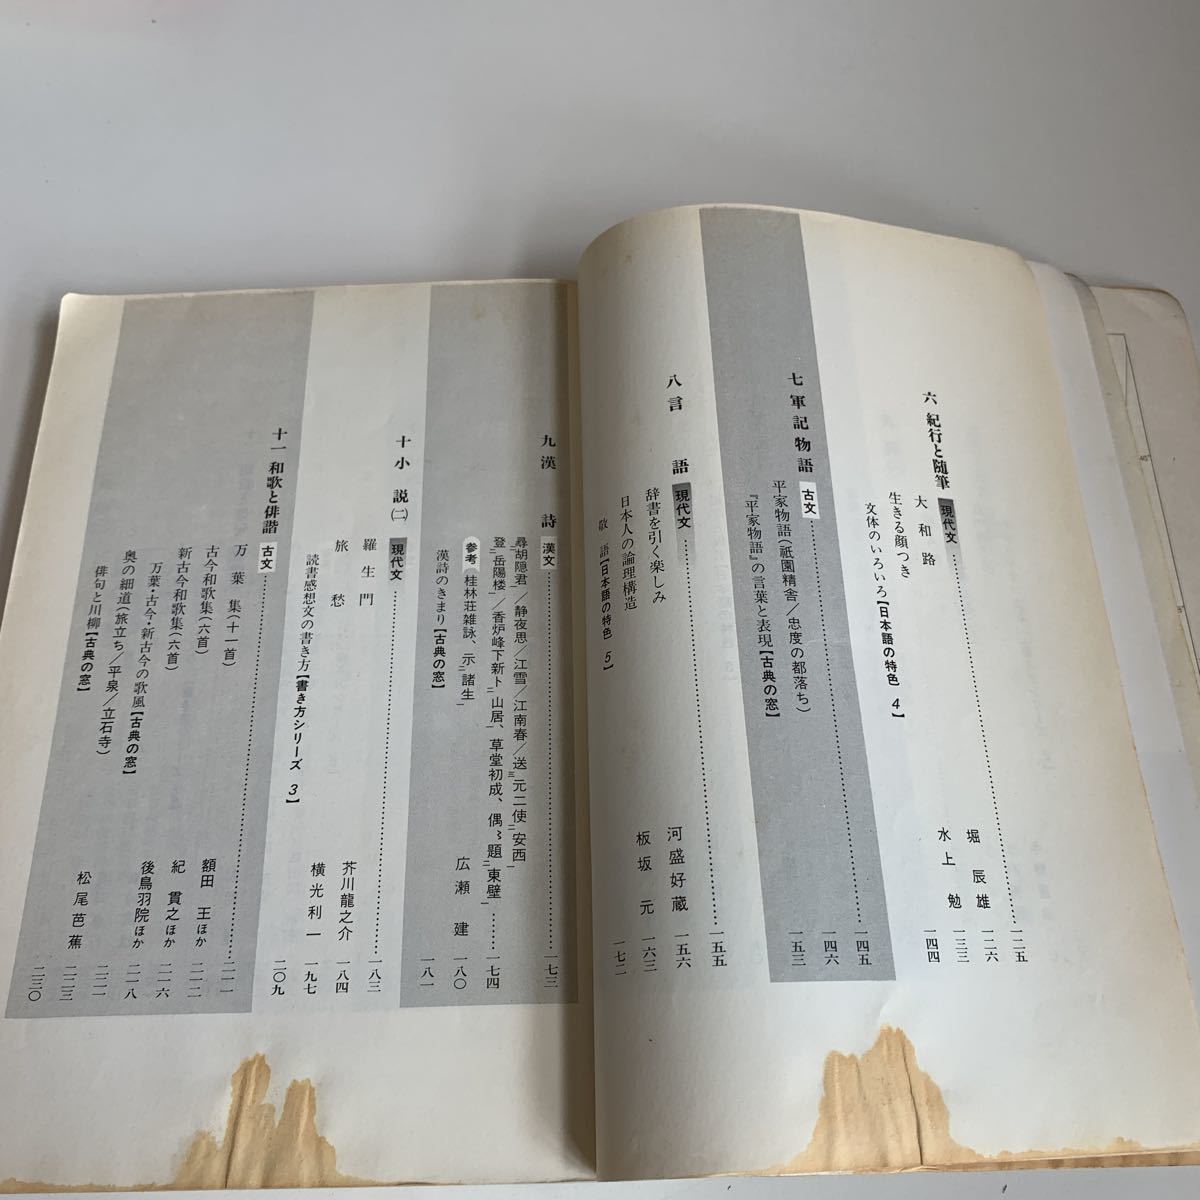 六 紀行と随筆 現代文 一二五
大和路 堀 辰雄 一二六
生きる顔つき 水上 勉 一三三
文体のいろいろ【日本語の特色 4】 一四四
七 軍記物語 古文 一四五
平家物語(祇園精舎/忠度の都落ち) 一四六
『平家物語』の言葉と表現【古典の窓】 一五三
八 言 語 現代文 一五五
辞書を引く楽しみ 河盛好蔵 一五六
日本人の論理構造 板坂 元 一六三
敬語【日本語の特色 5】 一七二
九 漢 詩 漢文 一七三
尋胡隠君/静夜思/江雪/江南春/送元二使安西
登岳陽楼/香炉峰下新卜山居、草堂初成、偶題東壁 一七四
参考 桂林荘雑詠、示諸生 広瀬 建 一八〇
漢詩のきまり【古典の窓】 一八一
十 小 説(二) 現代文 一八三
羅生門 芥川龍之介 一八四
旅愁 横光利一 一九七
読書感想文の書き方【書き方シリーズ 3】 二〇九
十一 和歌と俳諧 古文 二一一
万葉集(十一首) 額田 王ほか 二一二
古今和歌集(六首) 紀 貫之ほか 二一六
新古今和歌集(六首) 後鳥羽院ほか 二一八
万葉・古今・新古今の歌風【古典の窓】 二二一
奥の細道(旅立ち/平泉/立石寺) 松尾芭蕉 二二三
俳句と川柳【古典の窓】 二三〇